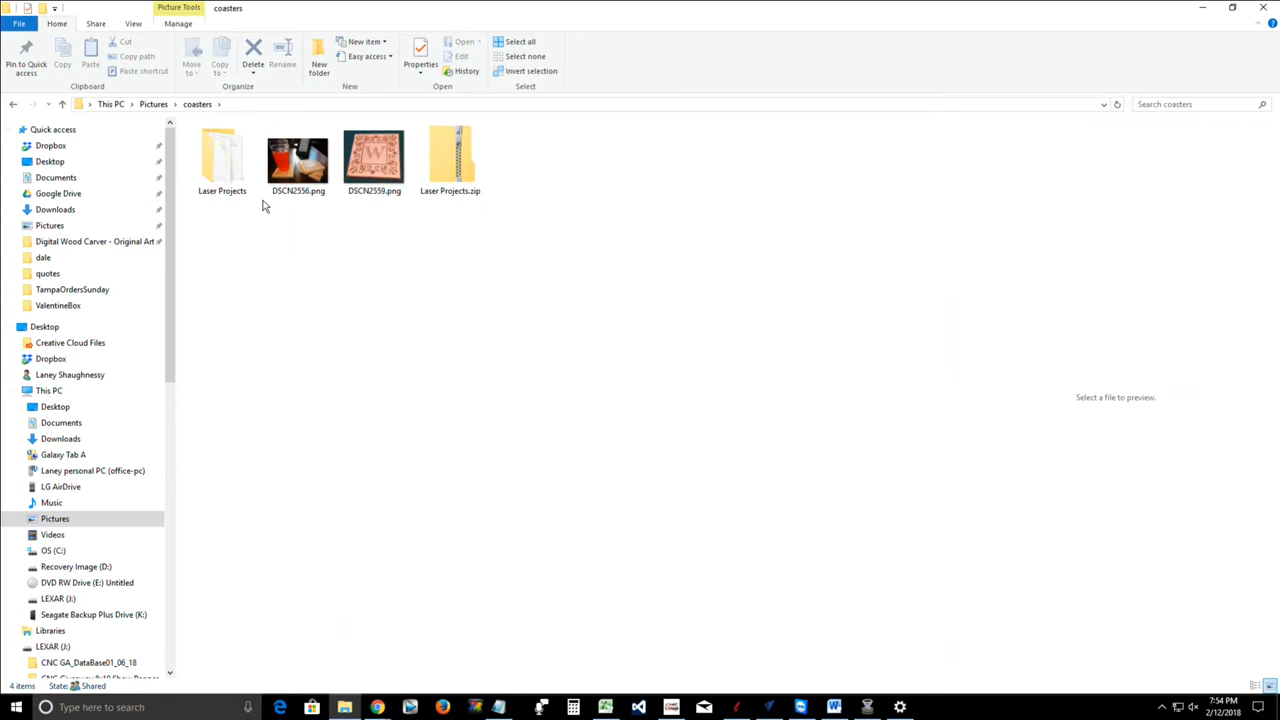 Picture Tools
coasters
File
Home
Share
View
Manage
Pin to Quick access
Copy
Paste
Cut
Copy path
Paste shortcut
Clipboard
Move to
Copy to
Delete
Rename
Organize
New folder
New item
Easy access
New
Properties
Open
Edit
History
Open
Select all
Select none
Invert selection
Select
This PC
Pictures
coasters
Search coasters
Quick access
Dropbox
Desktop
Documents
Google Drive
Downloads
Pictures
Digital Wood Carver - Original Art
dale
quotes
TampaOrdersSunday
ValentineBox
Desktop
Creative Cloud Files
Dropbox
Laney Shaughnessy
This PC
Desktop
Documents
Downloads
Galaxy Tab A
Laney personal PC (office-pc)
LG AirDrive
Music
Pictures
Videos
OS (C:)
Recovery Image (D:)
DVD RW Drive (E:) Untitled
LEXAR (J:)
Seagate Backup Plus Drive (K:)
Libraries
LEXAR (J:)
CNC GA_DataBase01_06_18
W
Laser Projects
DSCN2556.png
DSCN2559.png
Laser Projects.zip
Select a file to preview.
4 items
State:
Shared
Type here to search
7:54 PM
2/12/2018